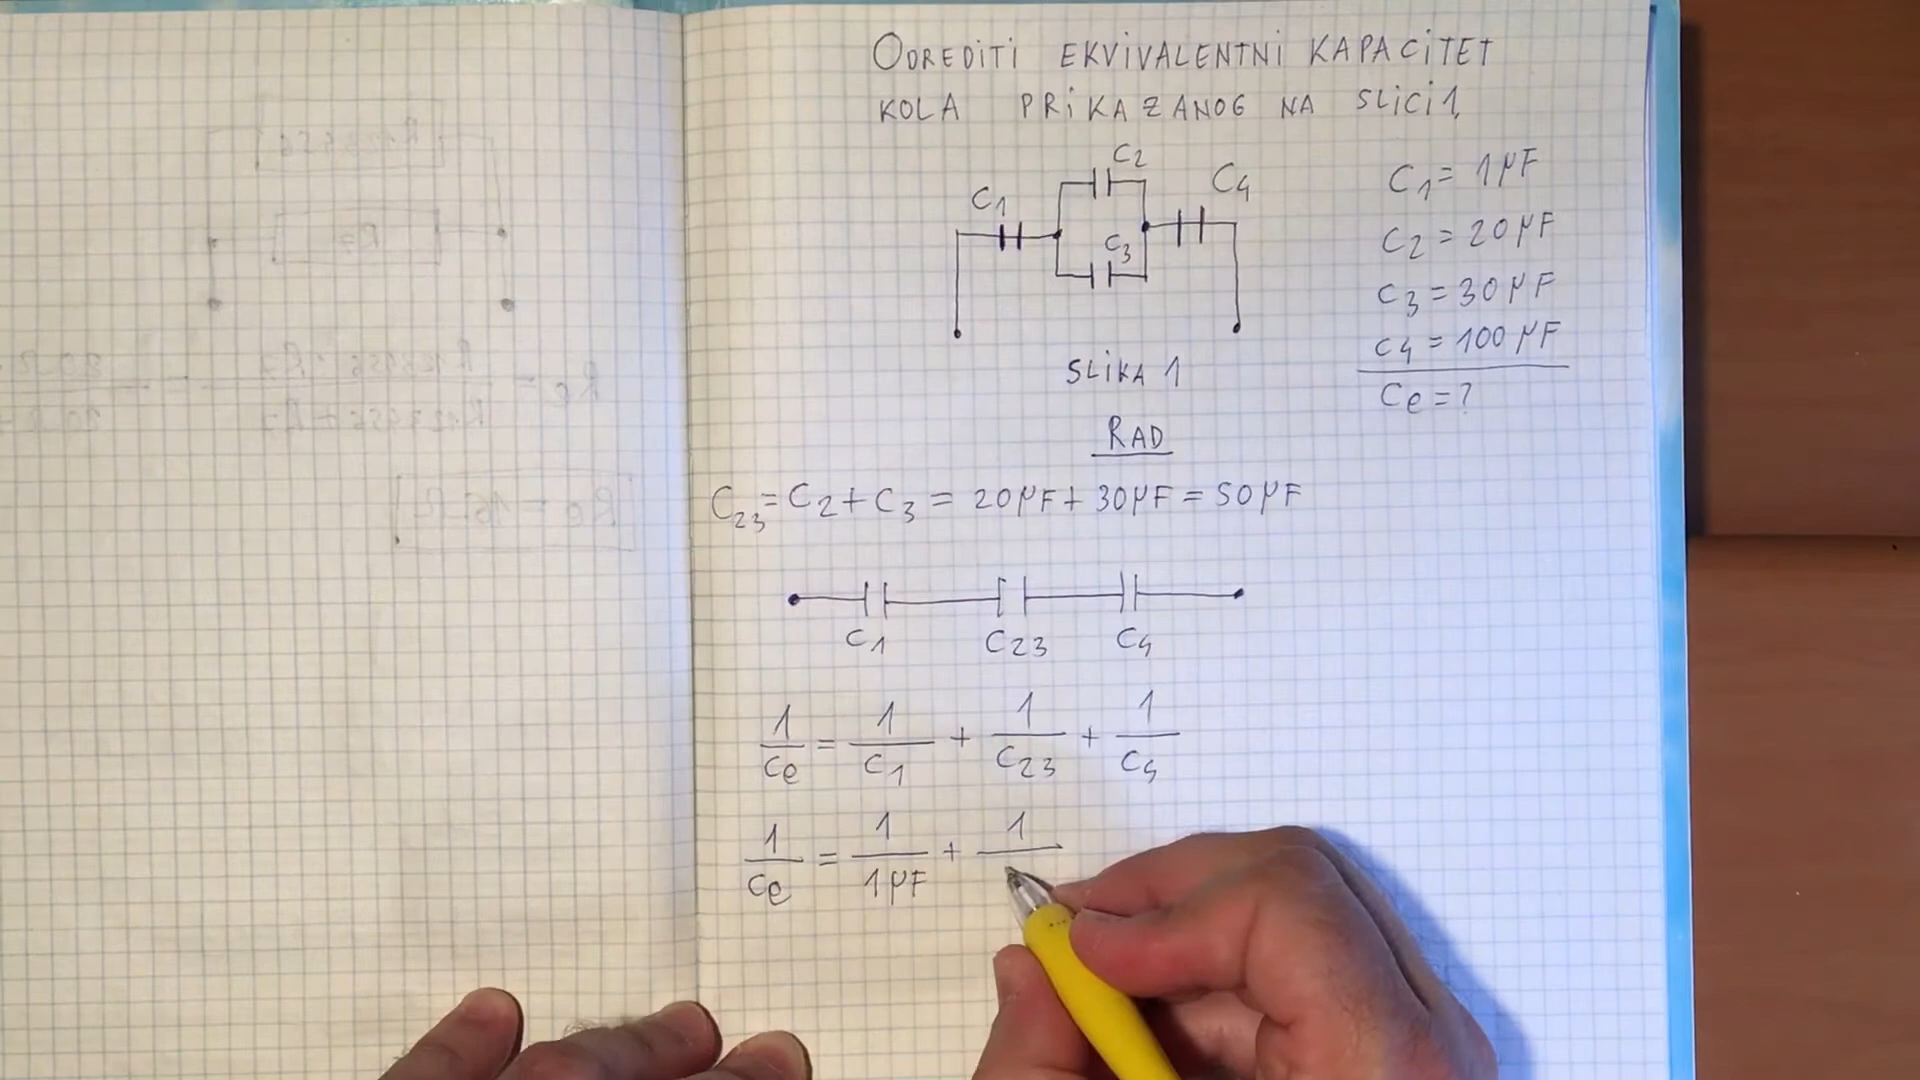 ODREDITI EKVIVALENTNI KAPACITET
KOLA PRIKAZANOG NA SLICI 1.
C1
C2
C3
C4
C1 = 1μF
C2 = 20μF
C3 = 30μF
C4 = 100μF
Ce = ?
SLIKA 1
RAD
C23 = C2 + C3 = 20μF + 30μF = 50μF
C1 C23 C4
1/Ce = 1/C1 + 1/C23 + 1/C4
1/Ce = 1/1μF + 1/